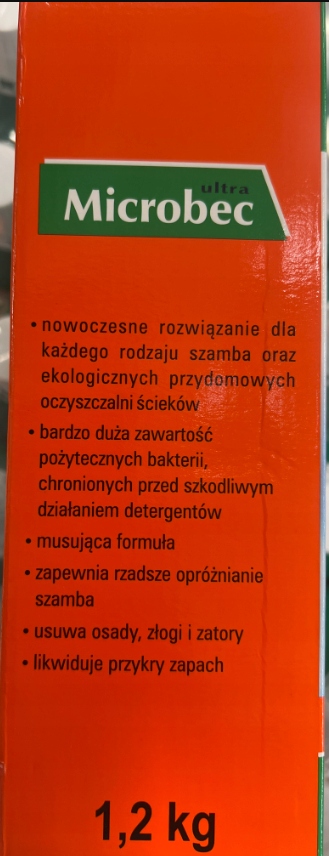 ultra
Microbec
• nowoczesne rozwiązanie dla
każdego rodzaju szamba oraz
ekologicznych przydomowych
oczyszczalni ścieków
• bardzo duża zawartość
pożytecznych bakterii,
chronionych przed szkodliwym
działaniem detergentów
• musująca formuła
• zapewnia rzadsze opróżnianie
szamba
• usuwa osady, złogi i zatory
• likwiduje przykry zapach
1,2 kg